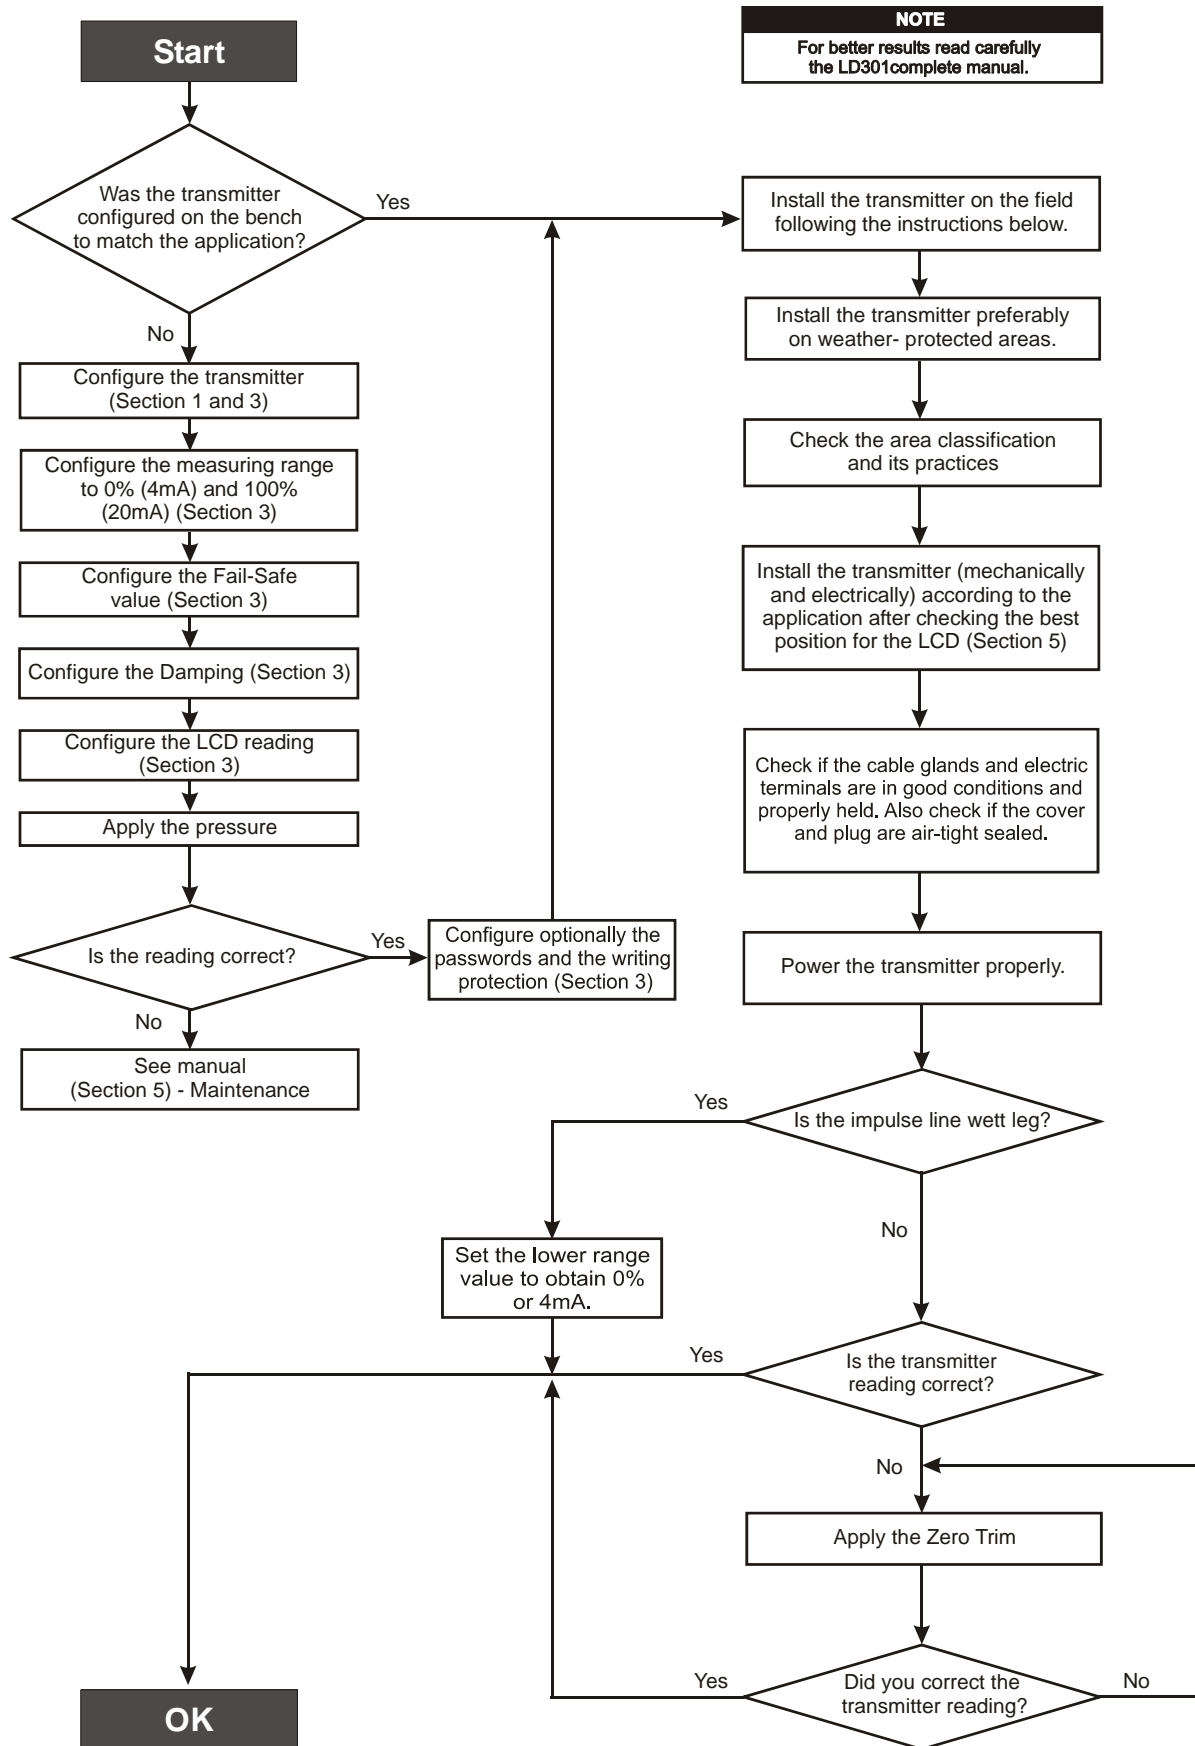 Start
NOTE
For better results read carefully
the LD301complete manual.
Was the transmitter
configured on the bench
to match the application?
Yes
No
Configure the transmitter
(Section 1 and 3)
Configure the measuring range
to 0% (4mA) and 100%
(20mA) (Section 3)
Configure the Fail-Safe
value (Section 3)
Configure the Damping (Section 3)
Configure the LCD reading
(Section 3)
Apply the pressure
Is the reading correct?
Yes
Configure optionally the
passwords and the writing
protection (Section 3)
No
See manual
(Section 5) - Maintenance
Install the transmitter on the field
following the instructions below.
Install the transmitter preferably
on weather- protected areas.
Check the area classification
and its practices
Install the transmitter (mechanically
and electrically) according to the
application after checking the best
position for the LCD (Section 5)
Check if the cable glands and electric
terminals are in good conditions and
properly held. Also check if the cover
and plug are air-tight sealed.
Power the transmitter properly.
Is the impulse line wett leg?
Yes
No
Set the lower range
value to obtain 0%
or 4mA.
Is the transmitter
reading correct?
Yes
No
Apply the Zero Trim
Did you correct the
transmitter reading?
Yes
No
OK